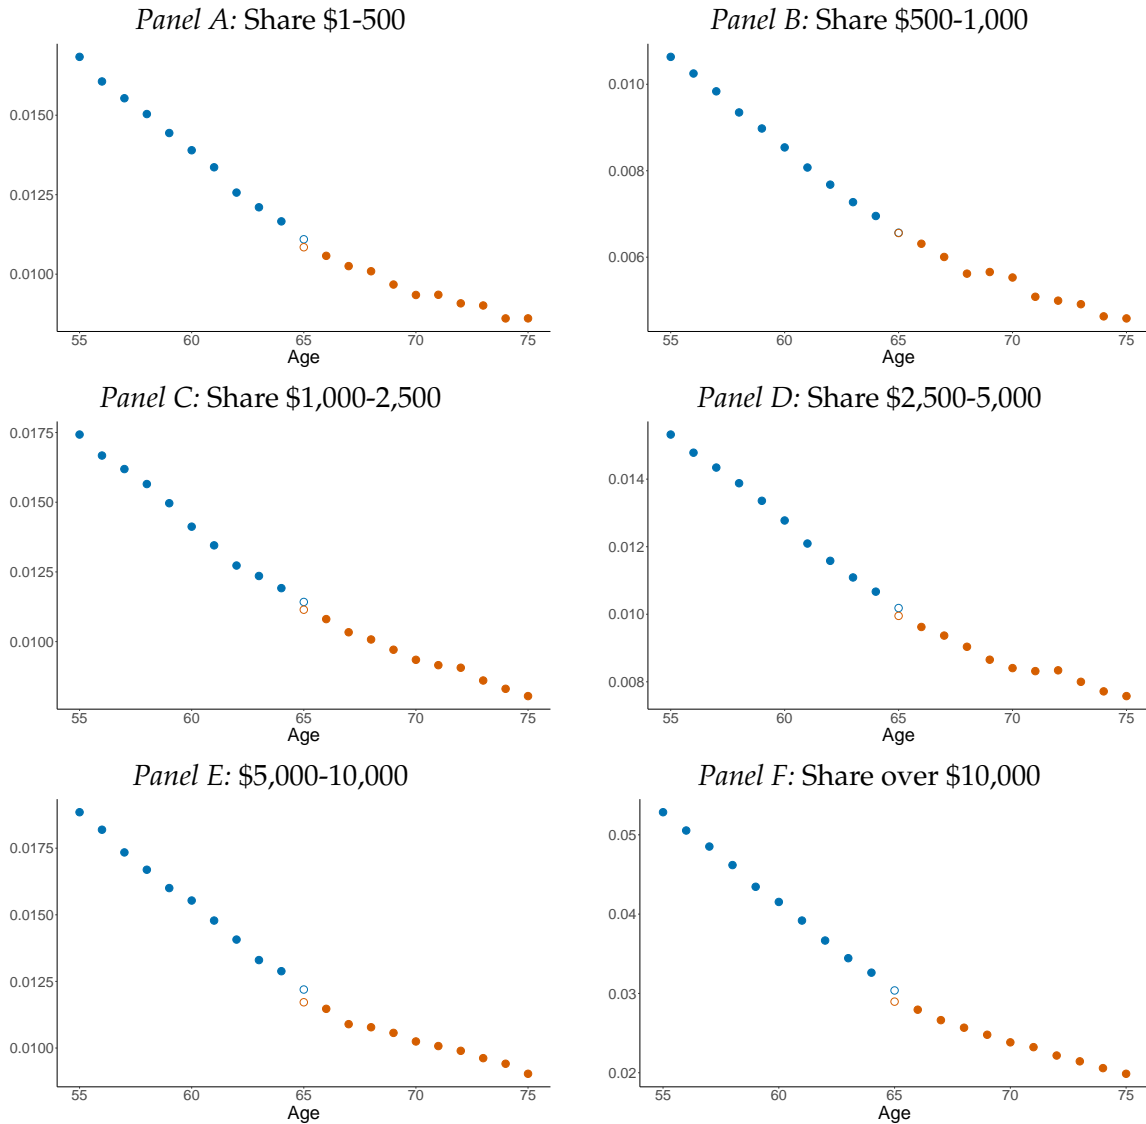 Panel A: Share $1-500
0.0150
0.0125
0.0100
55 60 65 70 75
Age
Panel B: Share $500-1,000
0.010
0.008
0.006
55 60 65 70 75
Age
Panel C: Share $1,000-2,500
0.0175
0.0150
0.0125
0.0100
55 60 65 70 75
Age
Panel D: Share $2,500-5,000
0.014
0.012
0.010
0.008
55 60 65 70 75
Age
Panel E: $5,000-10,000
0.0175
0.0150
0.0125
0.0100
55 60 65 70 75
Age
Panel F: Share over $10,000
0.05
0.04
0.03
0.02
55 60 65 70 75
Age